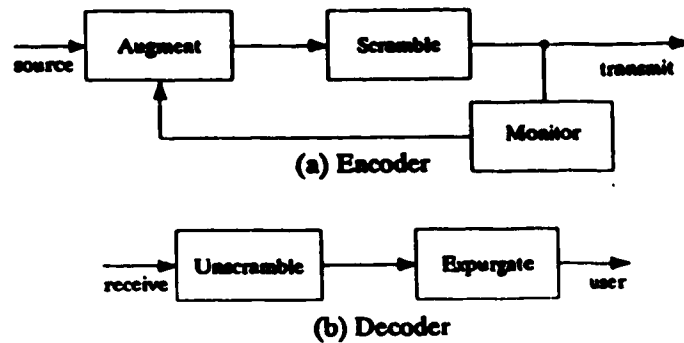 source
Augment
Scramble
transmit
Monitor
(a) Encoder
receive
Unscramble
Expurgate
user
(b) Decoder